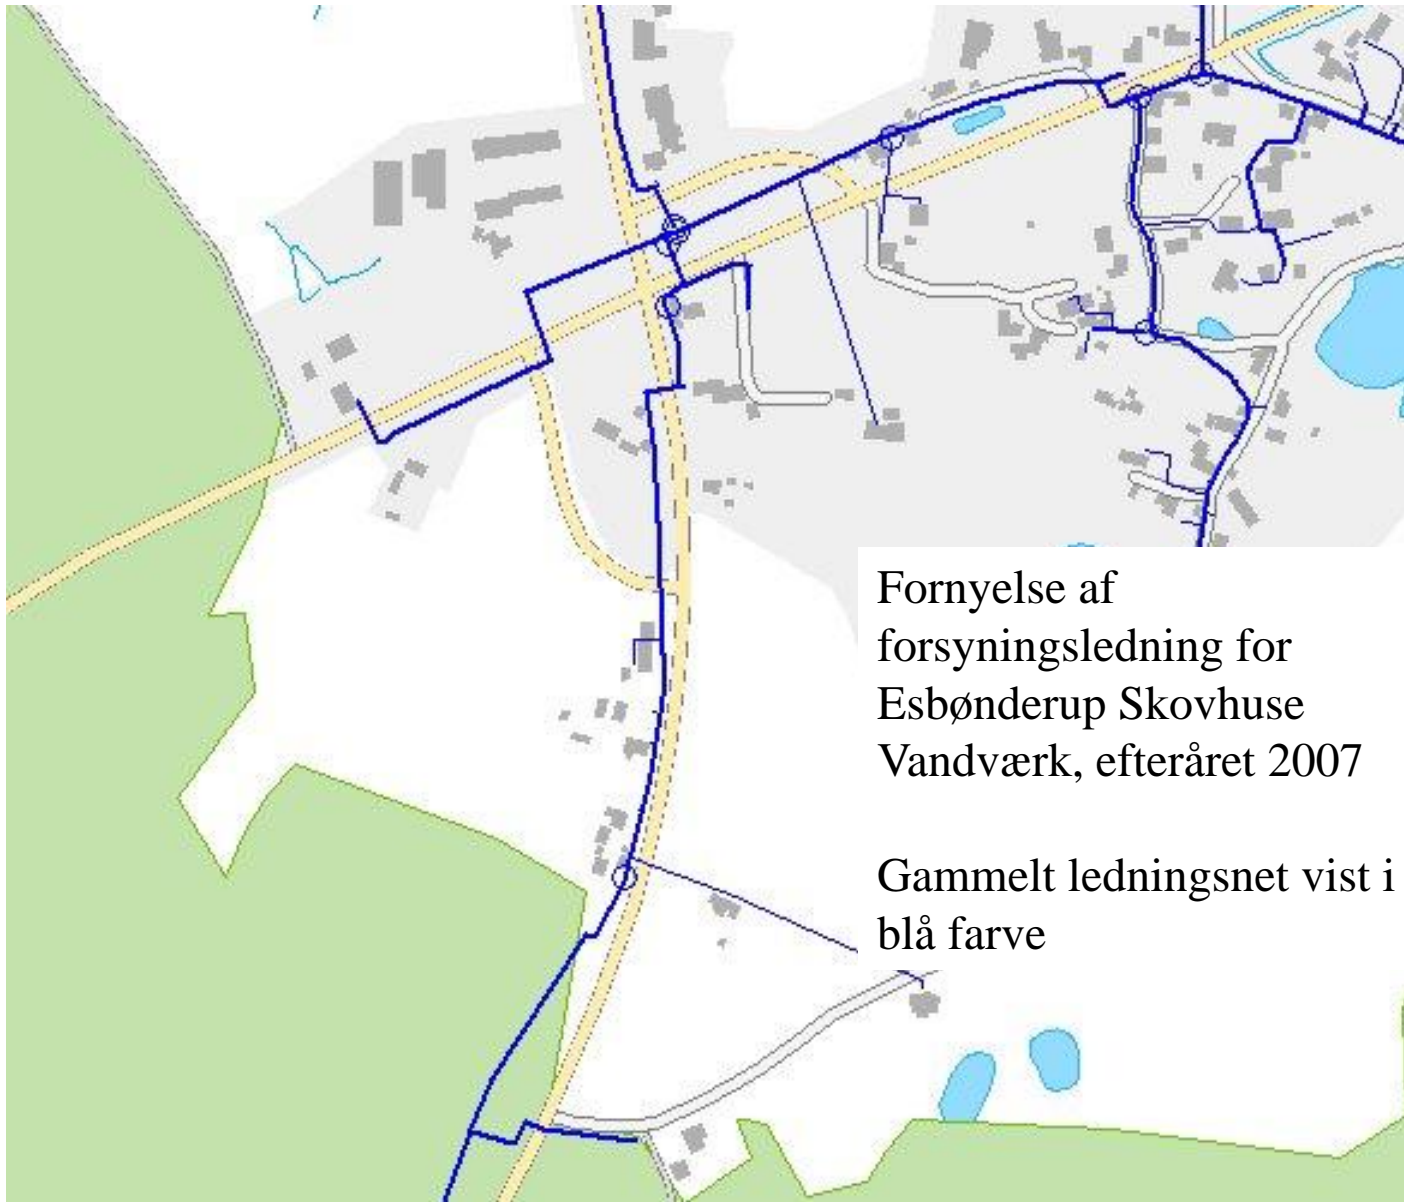 Fornyelse af
forsyningsledning for
Esbønderup Skovhuse
Vandværk, efteråret 2007
Gammelt ledningsnet vist i
blå farve